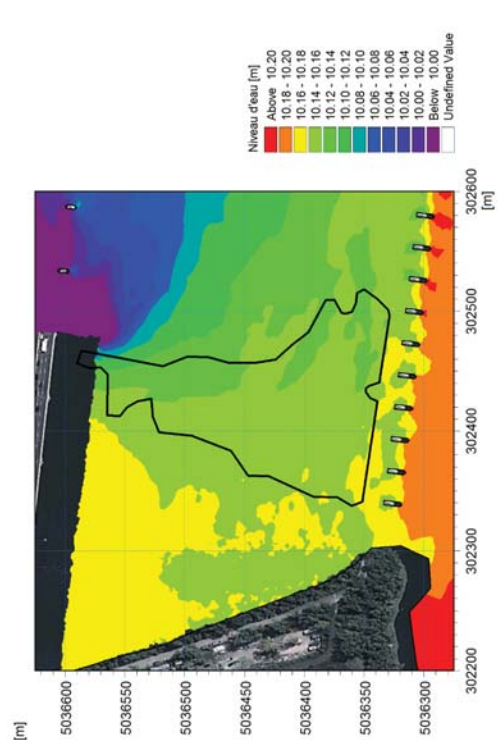 [m]
5036600
5036550
5036500
5036450
5036400
5036350
5036300
302200
302300
302400
302500
302600
[m]
Niveau d'eau [m]
Above 10.20
10.18 - 10.20
10.16 - 10.18
10.14 - 10.16
10.12 - 10.14
10.10 - 10.12
10.08 - 10.10
10.06 - 10.08
10.04 - 10.06
10.02 - 10.04
10.00 - 10.02
Below 10.00
Undefined Value